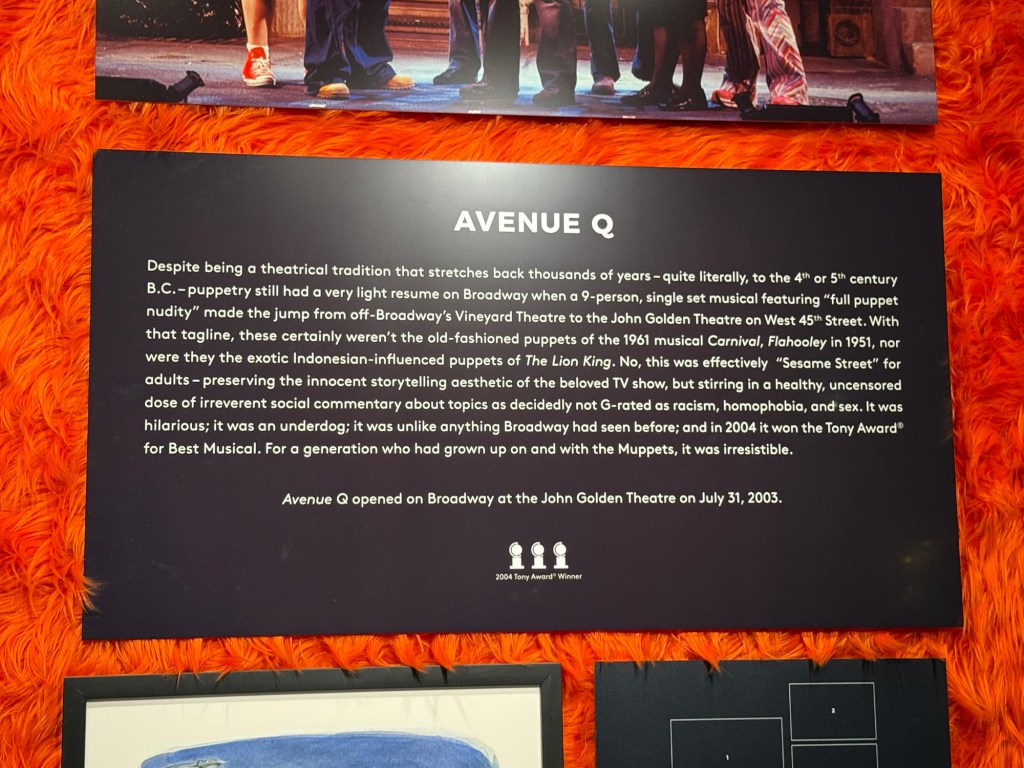 AVENUE Q
Despite being a theatrical tradition that stretches back thousands of years – quite literally, to the 4th or 5th century
B.C. – puppetry still had a very light resume on Broadway when a 9-person, single set musical featuring “full puppet
nudity” made the jump from off-Broadway’s Vineyard Theatre to the John Golden Theatre on West 45th Street. With
that tagline, these certainly weren’t the old-fashioned puppets of the 1961 musical Carnival, Flahooley in 1951, nor
were they the exotic Indonesian-influenced puppets of The Lion King. No, this was effectively “Sesame Street” for
adults – preserving the innocent storytelling aesthetic of the beloved TV show, but stirring in a healthy, uncensored
dose of irreverent social commentary about topics as decidedly not G-rated as racism, homophobia, and sex. It was
hilarious; it was an underdog; it was unlike anything Broadway had seen before; and in 2004 it won the Tony Award®
for Best Musical. For a generation who had grown up on and with the Muppets, it was irresistible.
Avenue Q opened on Broadway at the John Golden Theatre on July 31, 2003.
2004 Tony Award® Winner
2
1